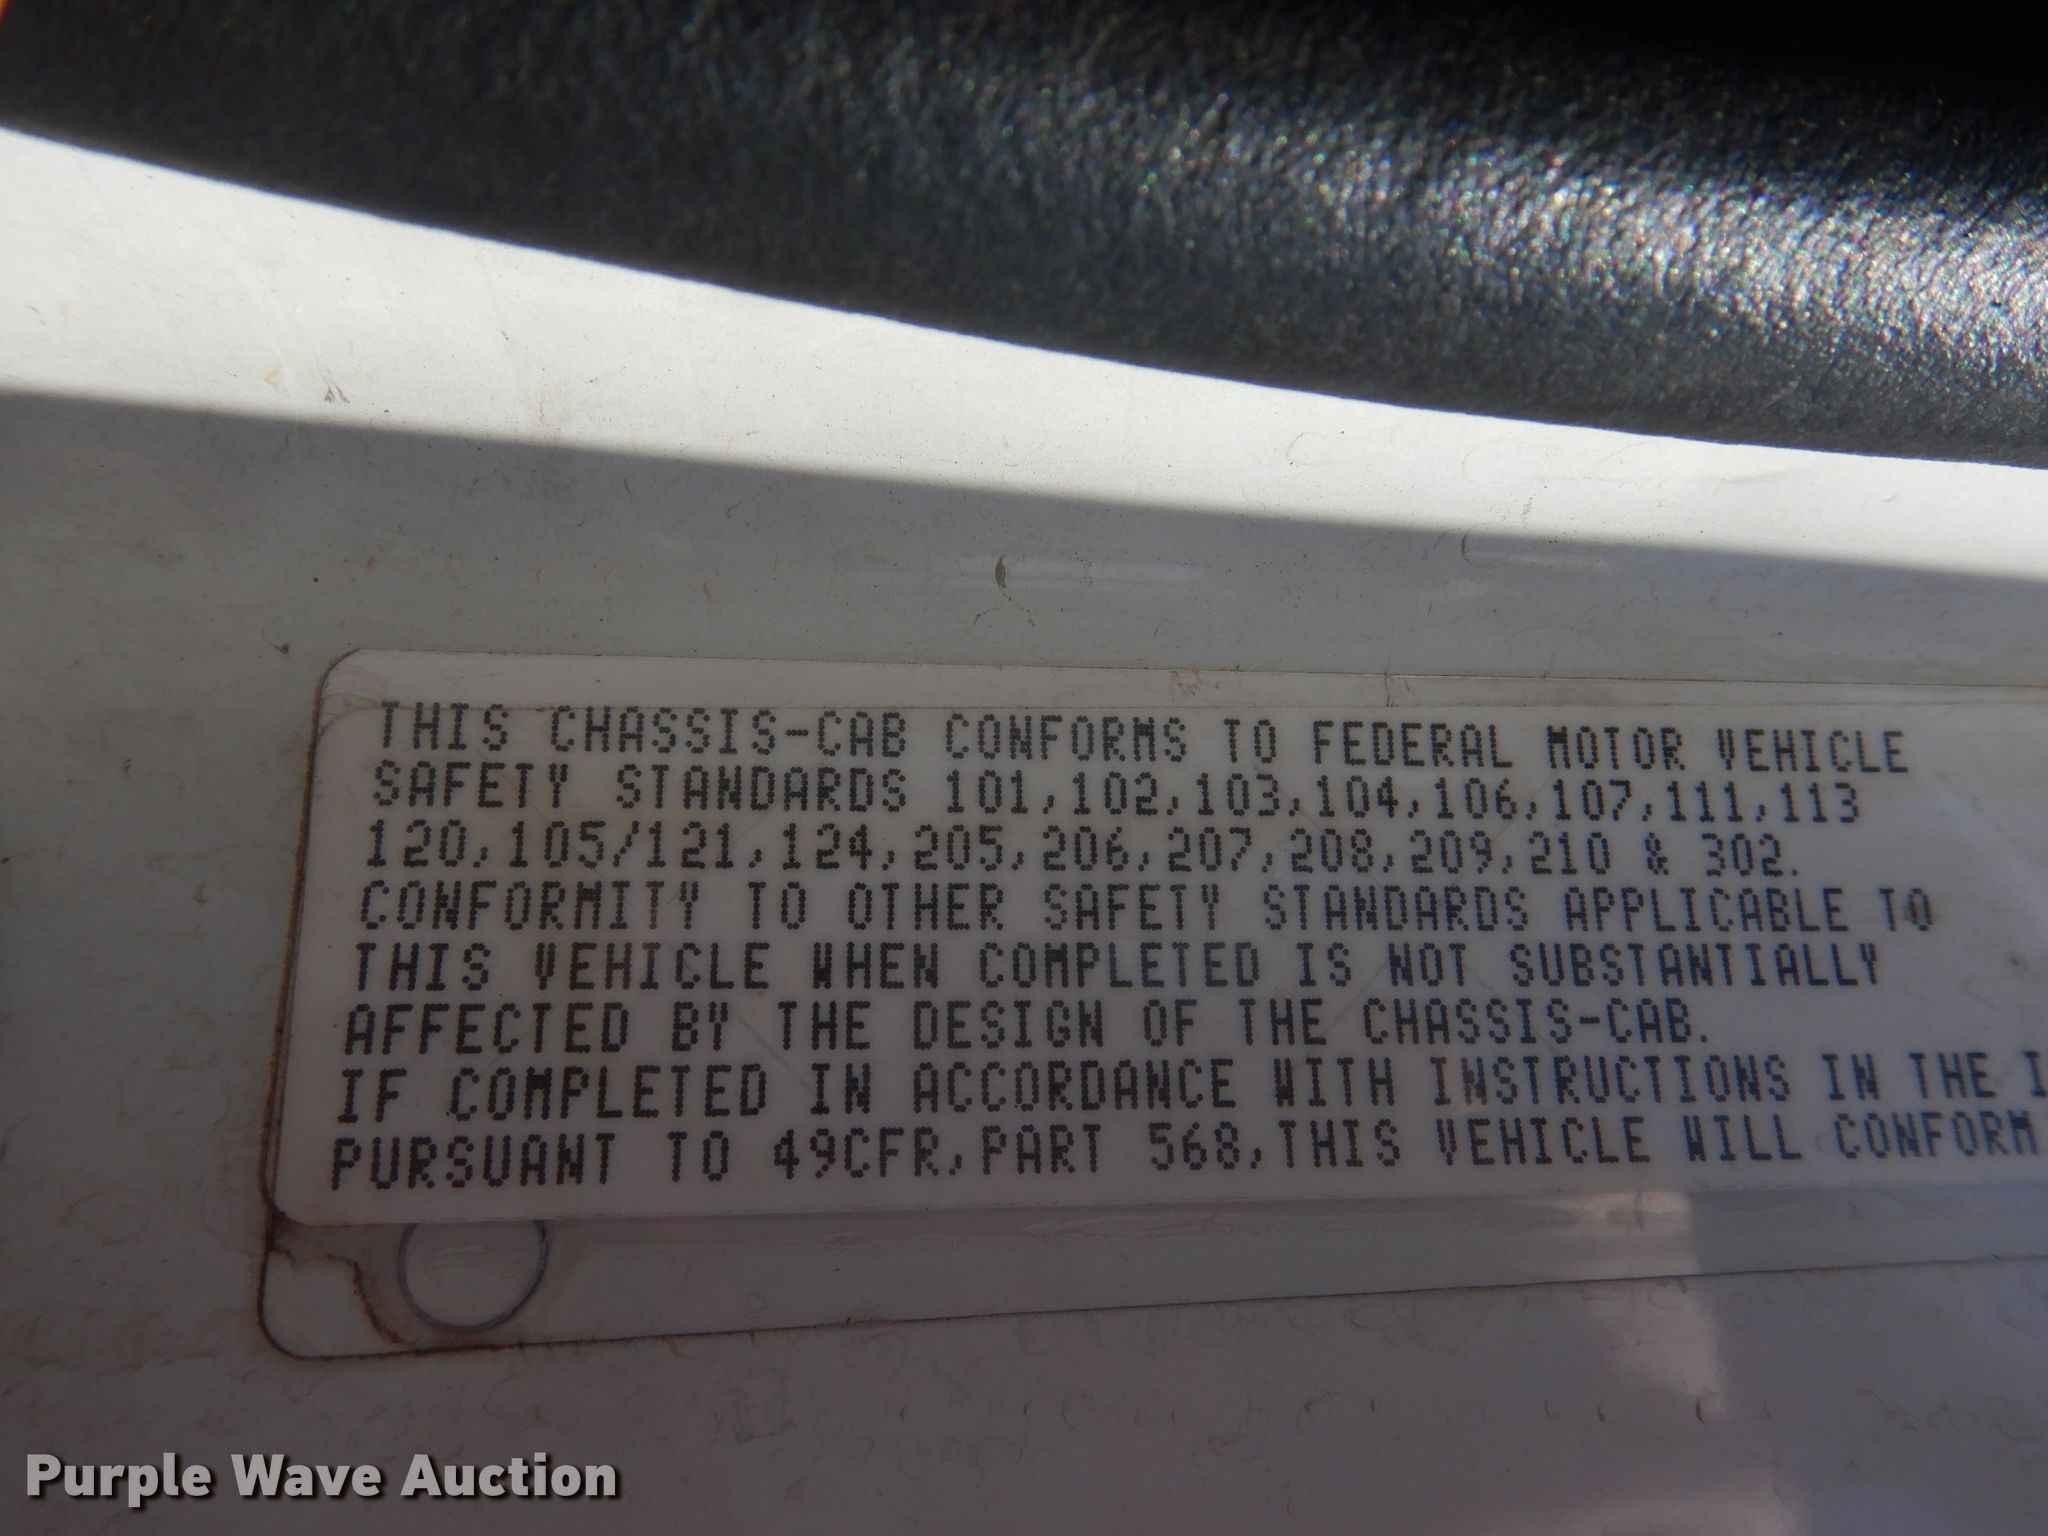 THIS CHASSIS-CAB CONFORMS TO FEDERAL MOTOR VEHICLE
SAFETY STANDARDS 101,102,103,104,106,107,111,113
120,105/121,124,205,206,207,208,209,210 & 302.
CONFORMITY TO OTHER SAFETY STANDARDS APPLICABLE TO
THIS VEHICLE WHEN COMPLETED IS NOT SUBSTANTIALLY
AFFECTED BY THE DESIGN OF THE CHASSIS-CAB.
IF COMPLETED IN ACCORDANCE WITH INSTRUCTIONS IN THE
PURSUANT TO 49CFR,PART 568,THIS VEHICLE WILL CONFORM
Purple Wave Auction